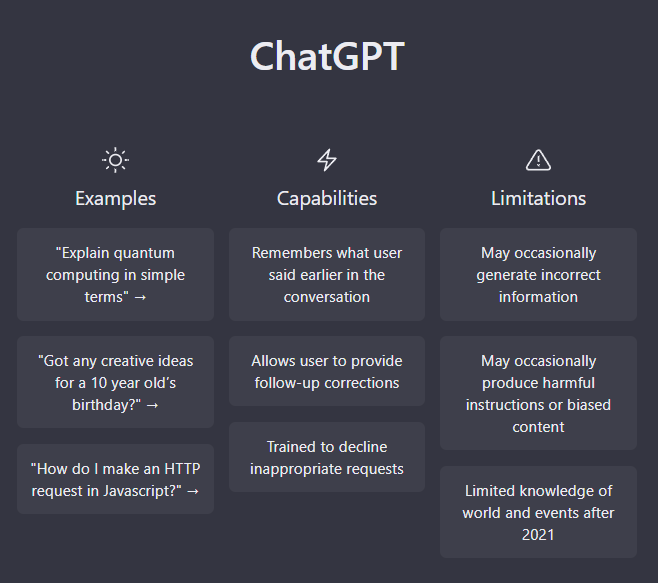 ChatGPT
Examples
"Explain quantum
computing in simple
terms" →
"Got any creative ideas
for a 10 year old's
birthday?" →
"How do I make an HTTP
request in Javascript?" →
Capabilities
Remembers what user
said earlier in the
conversation
Allows user to provide
follow-up corrections
Trained to decline
inappropriate requests
Limitations
May occasionally
generate incorrect
information
May occasionally
produce harmful
instructions or biased
content
Limited knowledge of
world and events after
2021